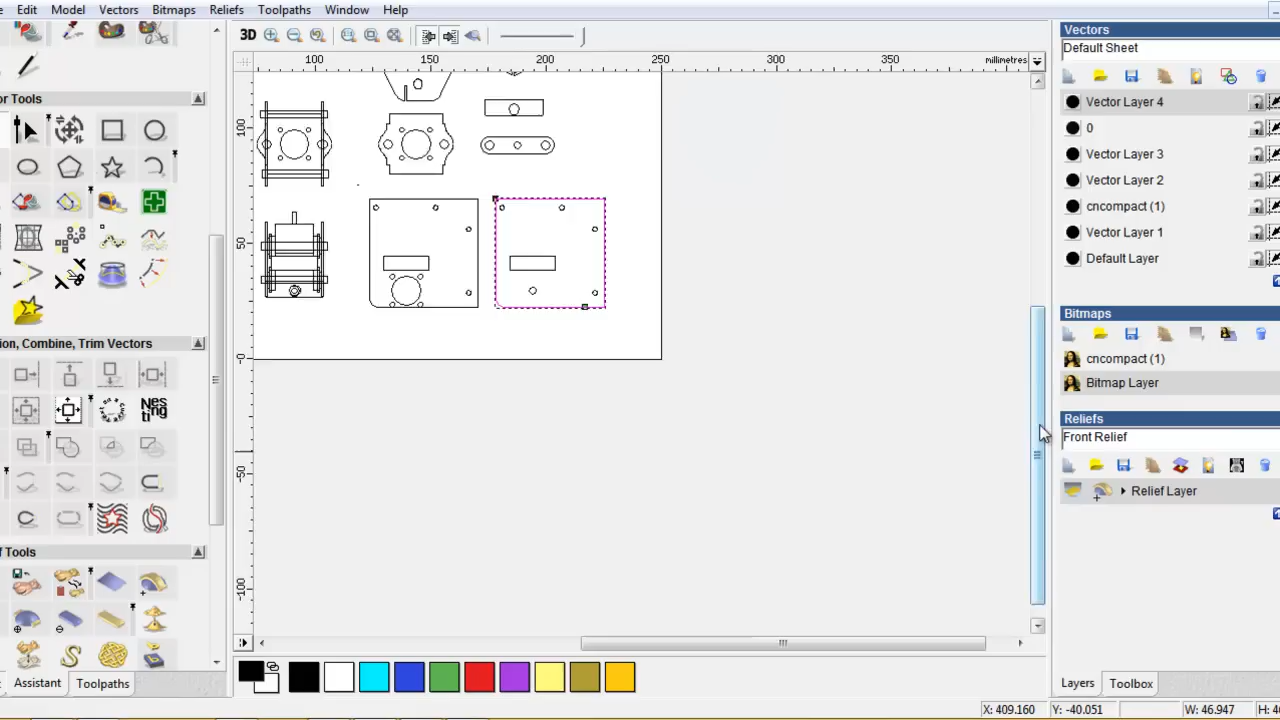 Edit Model Vectors Bitmaps Reliefs Toolpaths Window Help
3D
Vectors
Default Sheet
100 150 200 250 300 350 millimetres
or Tools
Vector Layer 4
0
Vector Layer 3
Vector Layer 2
cncompact (1)
Vector Layer 1
Default Layer
100
50
-0
-50
-100
Bitmaps
cncompact (1)
Bitmap Layer
ion, Combine, Trim Vectors
Nes
ting
Reliefs
Front Relief
Relief Layer
f Tools
Assistant Toolpaths
Layers Toolbox
X: 409.160 Y: -40.051 W: 46.947 H: 4